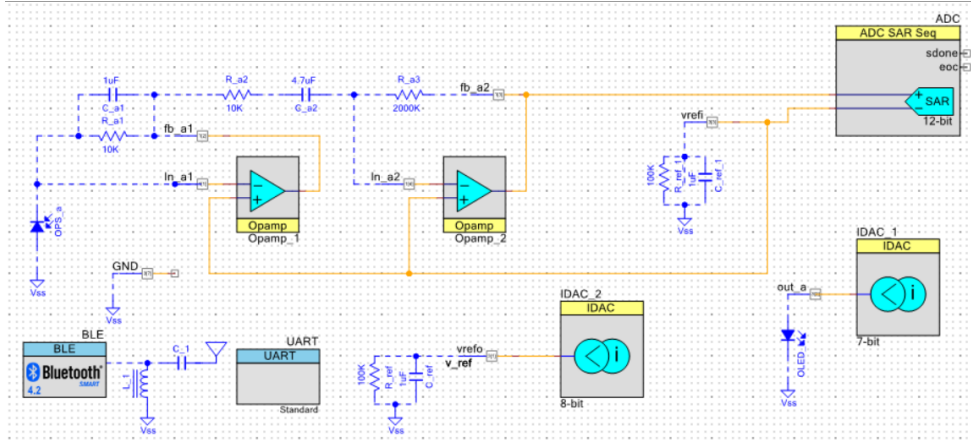 ADC
ADC SAR Seq
sdone
eoc
SAR
12-bit
1uF
C_a1
R_a1
10K
R_a2
10K
4.7uF
C_a2
R_a3
2000K
fb_a2
fb_a1
In_a1
In_a2
vrefi
100K
R_ref_1
1uF
C_ref_1
Vss
OPS_a
Vss
Opamp
Opamp_1
Opamp
Opamp_2
GND
Vss
IDAC_1
IDAC
i
7-bit
out_a
OLED_a
Vss
IDAC_2
IDAC
i
8-bit
BLE
BLE
Bluetooth
SMART
4.2
C_1
L_1
Vss
UART
UART
Standard
vrefo
v_ref
100K
R_ref
1uF
C_ref
Vss